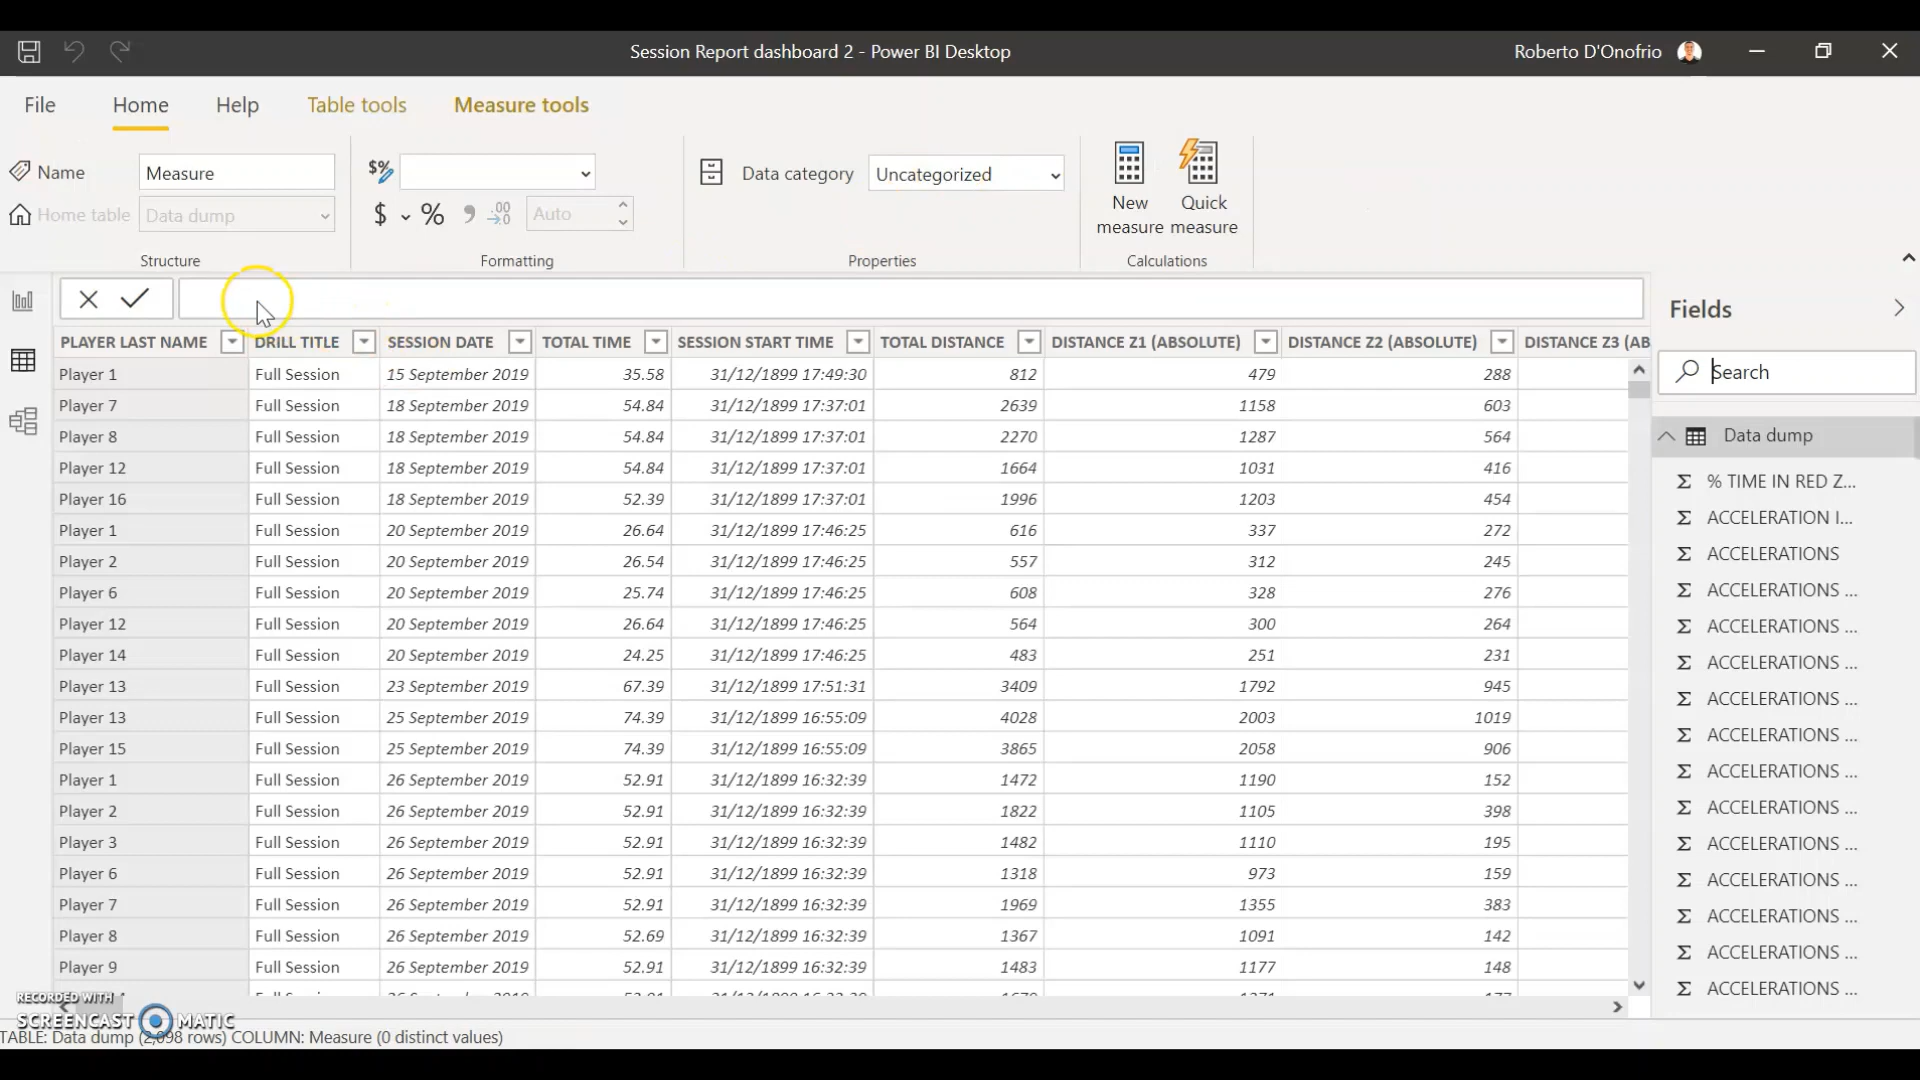 Session Report dashboard 2 - Power BI Desktop
Roberto D'Onofrio
File Home Help Table tools Measure tools
Name Measure
Home table Data dump
Structure
$%
$ % 9 .00 Auto
Formatting
Data category Uncategorized
Properties
New measure
Quick measure
Calculations
PLAYER LAST NAME DRILL TITLE SESSION DATE TOTAL TIME SESSION START TIME TOTAL DISTANCE DISTANCE Z1 (ABSOLUTE) DISTANCE Z2 (ABSOLUTE) DISTANCE Z3 (AB
Player 1 Full Session 15 September 2019 35.58 31/12/1899 17:49:30 812 479 288
Player 7 Full Session 18 September 2019 54.84 31/12/1899 17:37:01 2639 1158 603
Player 8 Full Session 18 September 2019 54.84 31/12/1899 17:37:01 2270 1287 564
Player 12 Full Session 18 September 2019 54.84 31/12/1899 17:37:01 1664 1031 416
Player 16 Full Session 18 September 2019 52.39 31/12/1899 17:37:01 1996 1203 454
Player 1 Full Session 20 September 2019 26.64 31/12/1899 17:46:25 616 337 272
Player 2 Full Session 20 September 2019 26.54 31/12/1899 17:46:25 557 312 245
Player 6 Full Session 20 September 2019 25.74 31/12/1899 17:46:25 608 328 276
Player 12 Full Session 20 September 2019 26.64 31/12/1899 17:46:25 564 300 264
Player 14 Full Session 20 September 2019 24.25 31/12/1899 17:46:25 483 251 231
Player 13 Full Session 23 September 2019 67.39 31/12/1899 17:51:31 3409 1792 945
Player 13 Full Session 25 September 2019 74.39 31/12/1899 16:55:09 4028 2003 1019
Player 15 Full Session 25 September 2019 74.39 31/12/1899 16:55:09 3865 2058 906
Player 1 Full Session 26 September 2019 52.91 31/12/1899 16:32:39 1472 1190 152
Player 2 Full Session 26 September 2019 52.91 31/12/1899 16:32:39 1822 1105 398
Player 3 Full Session 26 September 2019 52.91 31/12/1899 16:32:39 1482 1110 195
Player 6 Full Session 26 September 2019 52.91 31/12/1899 16:32:39 1318 973 159
Player 7 Full Session 26 September 2019 52.91 31/12/1899 16:32:39 1969 1355 383
Player 8 Full Session 26 September 2019 52.69 31/12/1899 16:32:39 1367 1091 142
Player 9 Full Session 26 September 2019 52.91 31/12/1899 16:32:39 1483 1177 148
Fields
Search
Data dump
% TIME IN RED Z...
ACCELERATION I...
ACCELERATIONS
ACCELERATIONS ...
ACCELERATIONS ...
ACCELERATIONS ...
ACCELERATIONS ...
ACCELERATIONS ...
ACCELERATIONS ...
ACCELERATIONS ...
ACCELERATIONS ...
ACCELERATIONS ...
ACCELERATIONS ...
ACCELERATIONS ...
ACCELERATIONS ...
RECORDED WITH
SCREENCAST MATIC
TABLE: Data dump (2,098 rows) COLUMN: Measure (0 distinct values)